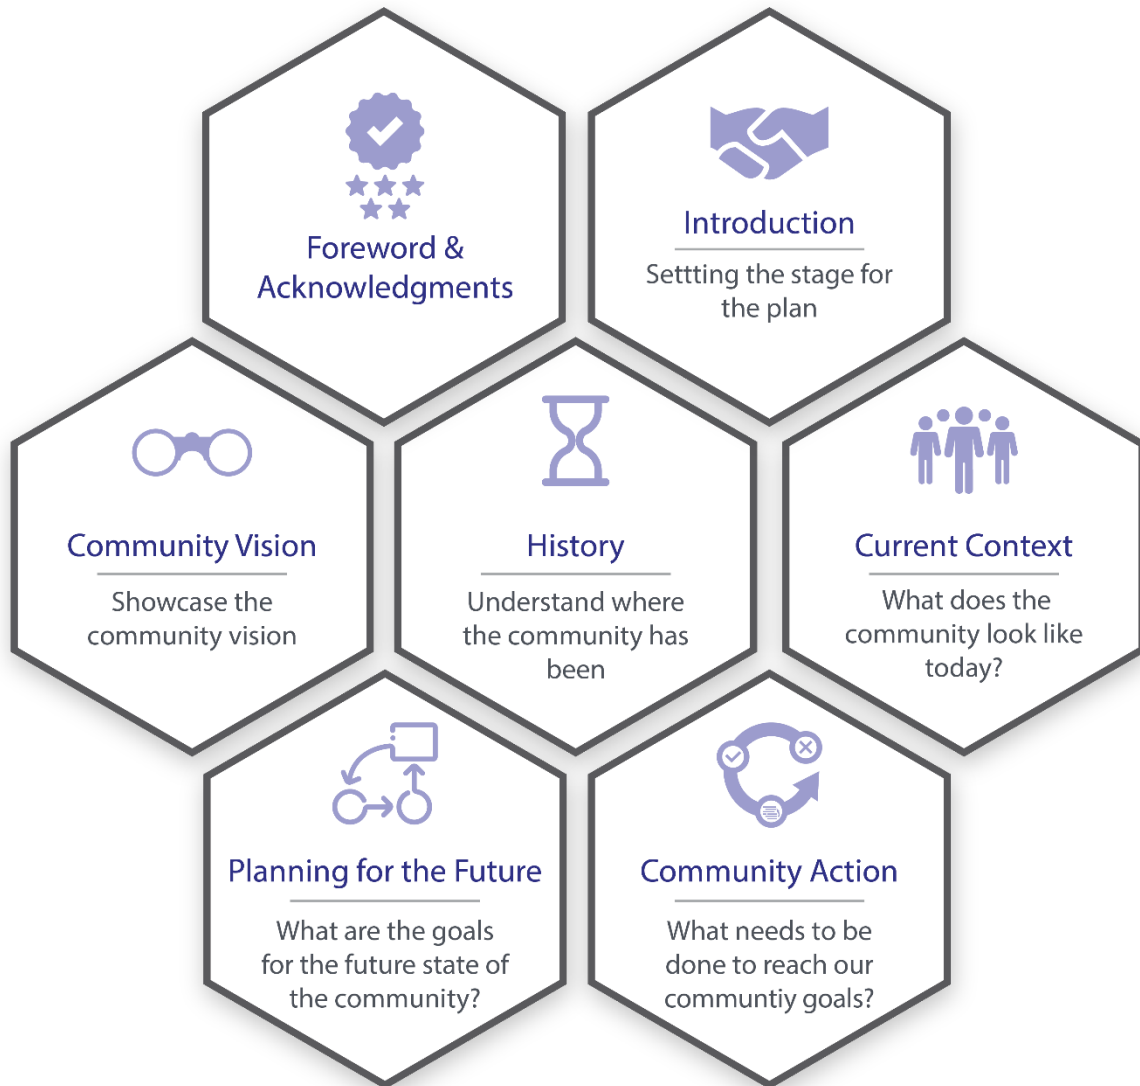 Foreword &
Acknowledgments
Introduction
Settting the stage for
the plan
Community Vision
Showcase the
community vision
History
Understand where
the community has
been
Current Context
What does the
community look like
today?
Planning for the Future
What are the goals
for the future state of
the community?
Community Action
What needs to be
done to reach our
communtiy goals?